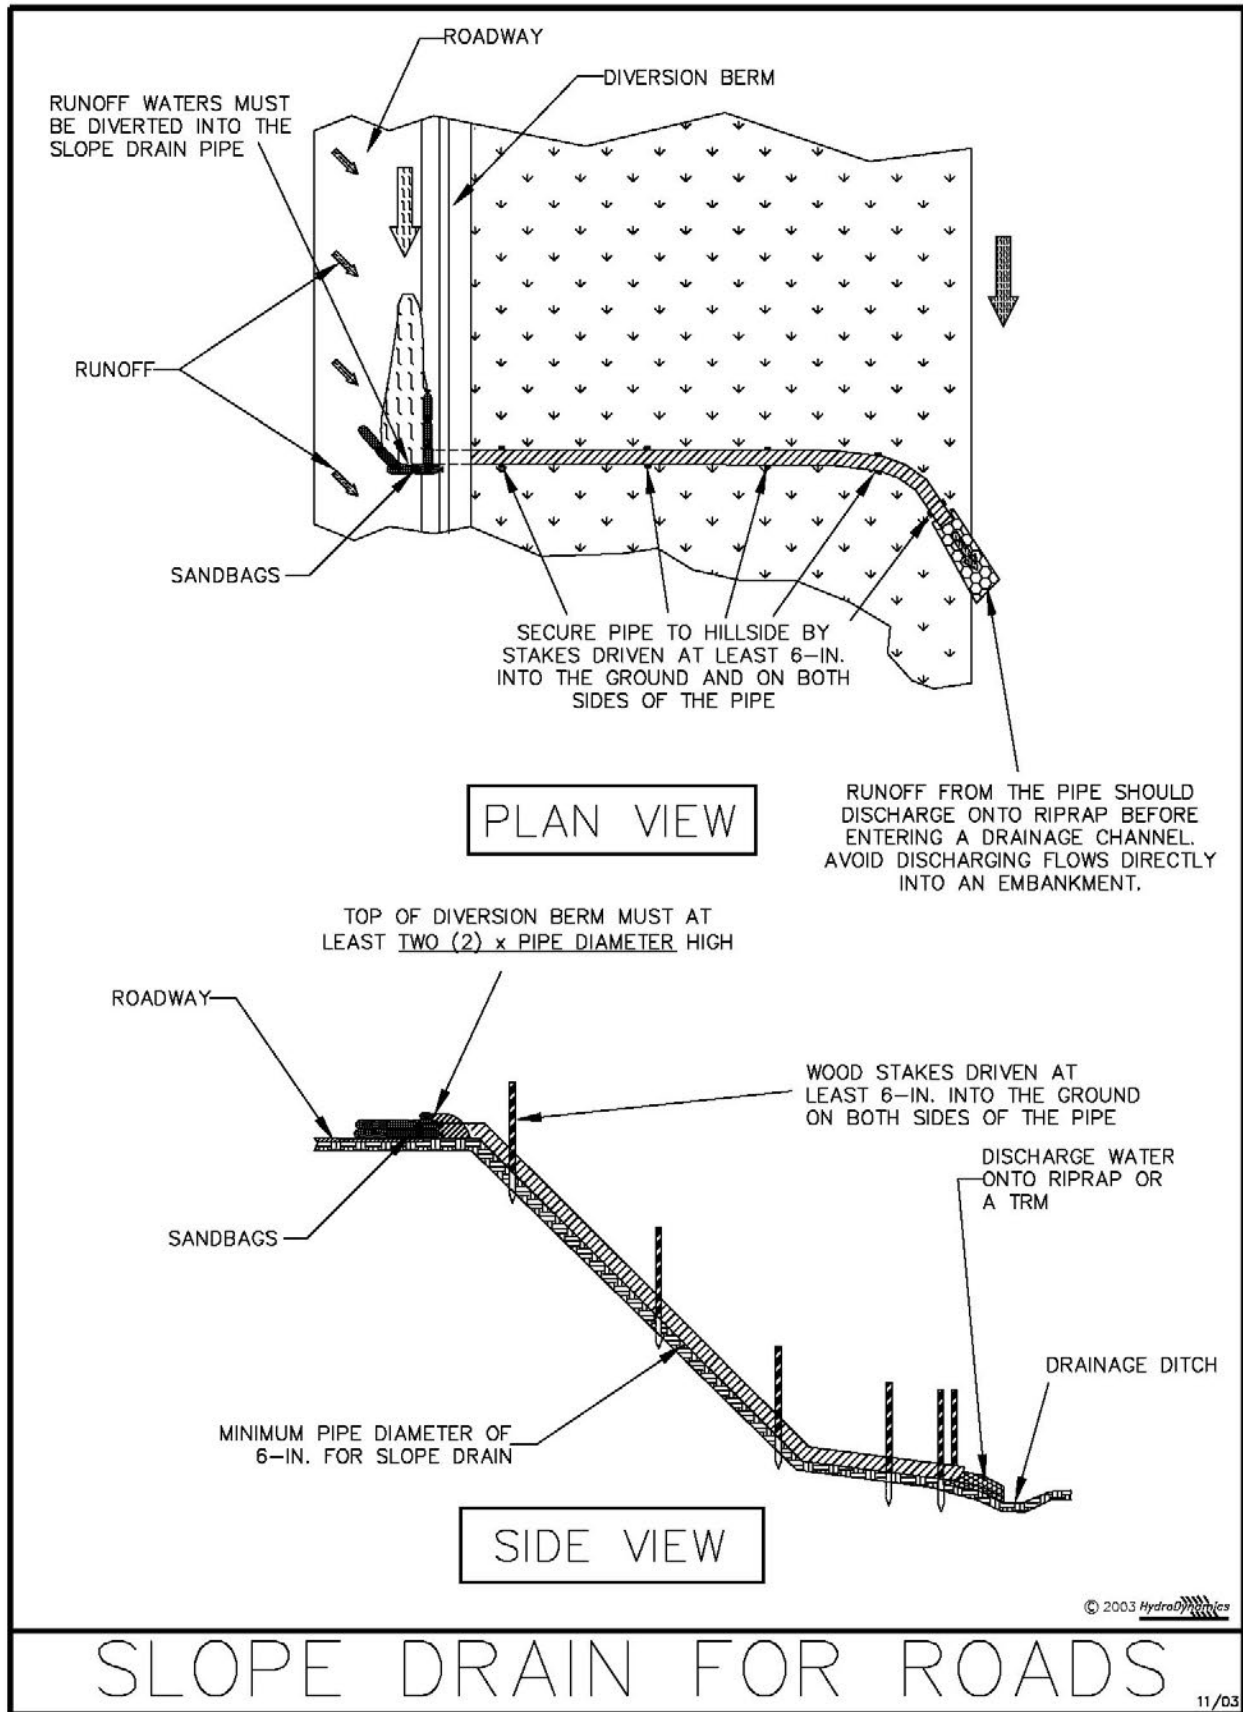 ROADWAY
DIVERSION BERM
RUNOFF WATERS MUST
BE DIVERTED INTO THE
SLOPE DRAIN PIPE
RUNOFF
SANDBAGS
SECURE PIPE TO HILLSIDE BY
STAKES DRIVEN AT LEAST 6-IN.
INTO THE GROUND AND ON BOTH
SIDES OF THE PIPE
PLAN VIEW
RUNOFF FROM THE PIPE SHOULD
DISCHARGE ONTO RIPRAP BEFORE
ENTERING A DRAINAGE CHANNEL.
AVOID DISCHARGING FLOWS DIRECTLY
INTO AN EMBANKMENT.
TOP OF DIVERSION BERM MUST AT
LEAST TWO (2) x PIPE DIAMETER HIGH
ROADWAY
WOOD STAKES DRIVEN AT
LEAST 6-IN. INTO THE GROUND
ON BOTH SIDES OF THE PIPE
DISCHARGE WATER
ONTO RIPRAP OR
A TRM
SANDBAGS
DRAINAGE DITCH
MINIMUM PIPE DIAMETER OF
6-IN. FOR SLOPE DRAIN
SIDE VIEW
© 2003 HydroDynamics
SLOPE DRAIN FOR ROADS
11/03